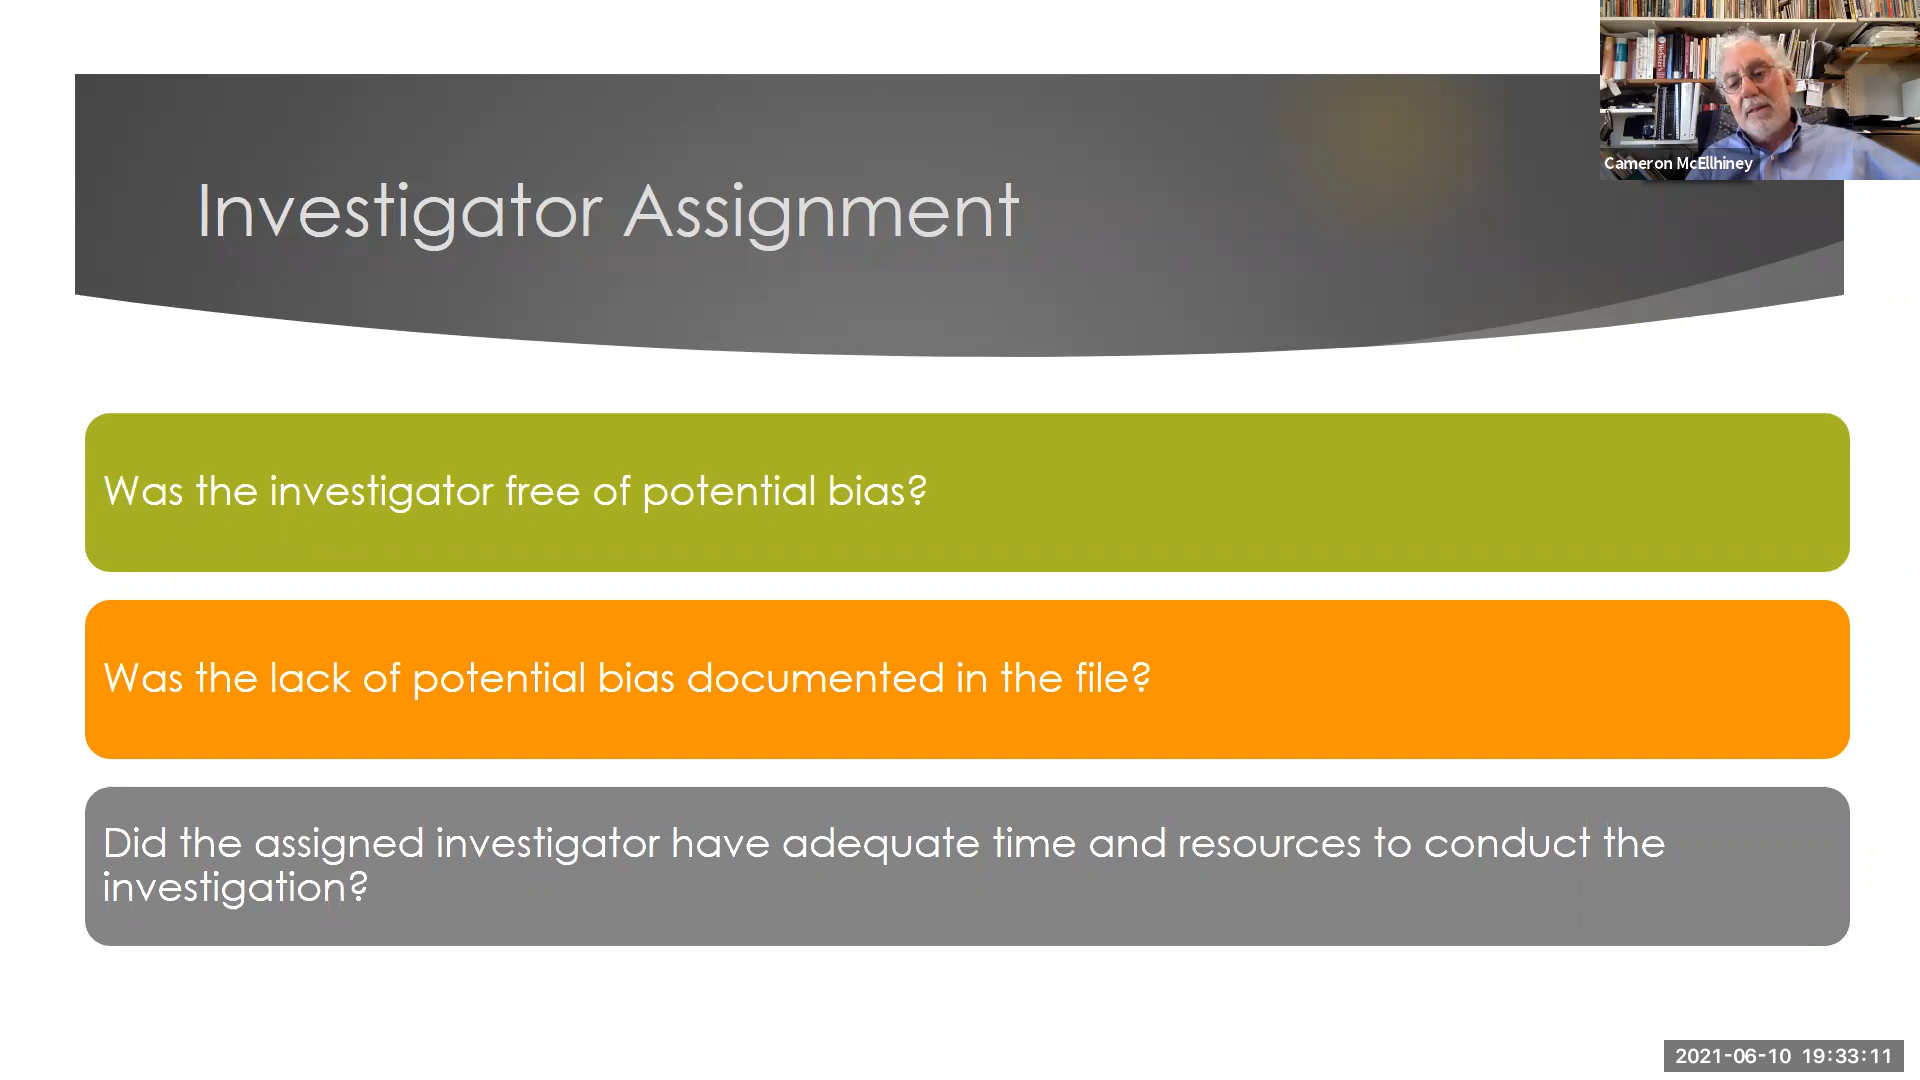 Cameron McEllhiney
Investigator Assignment
Was the investigator free of potential bias?
Was the lack of potential bias documented in the file?
Did the assigned investigator have adequate time and resources to conduct the
investigation?
2021-06-10 19:33:11